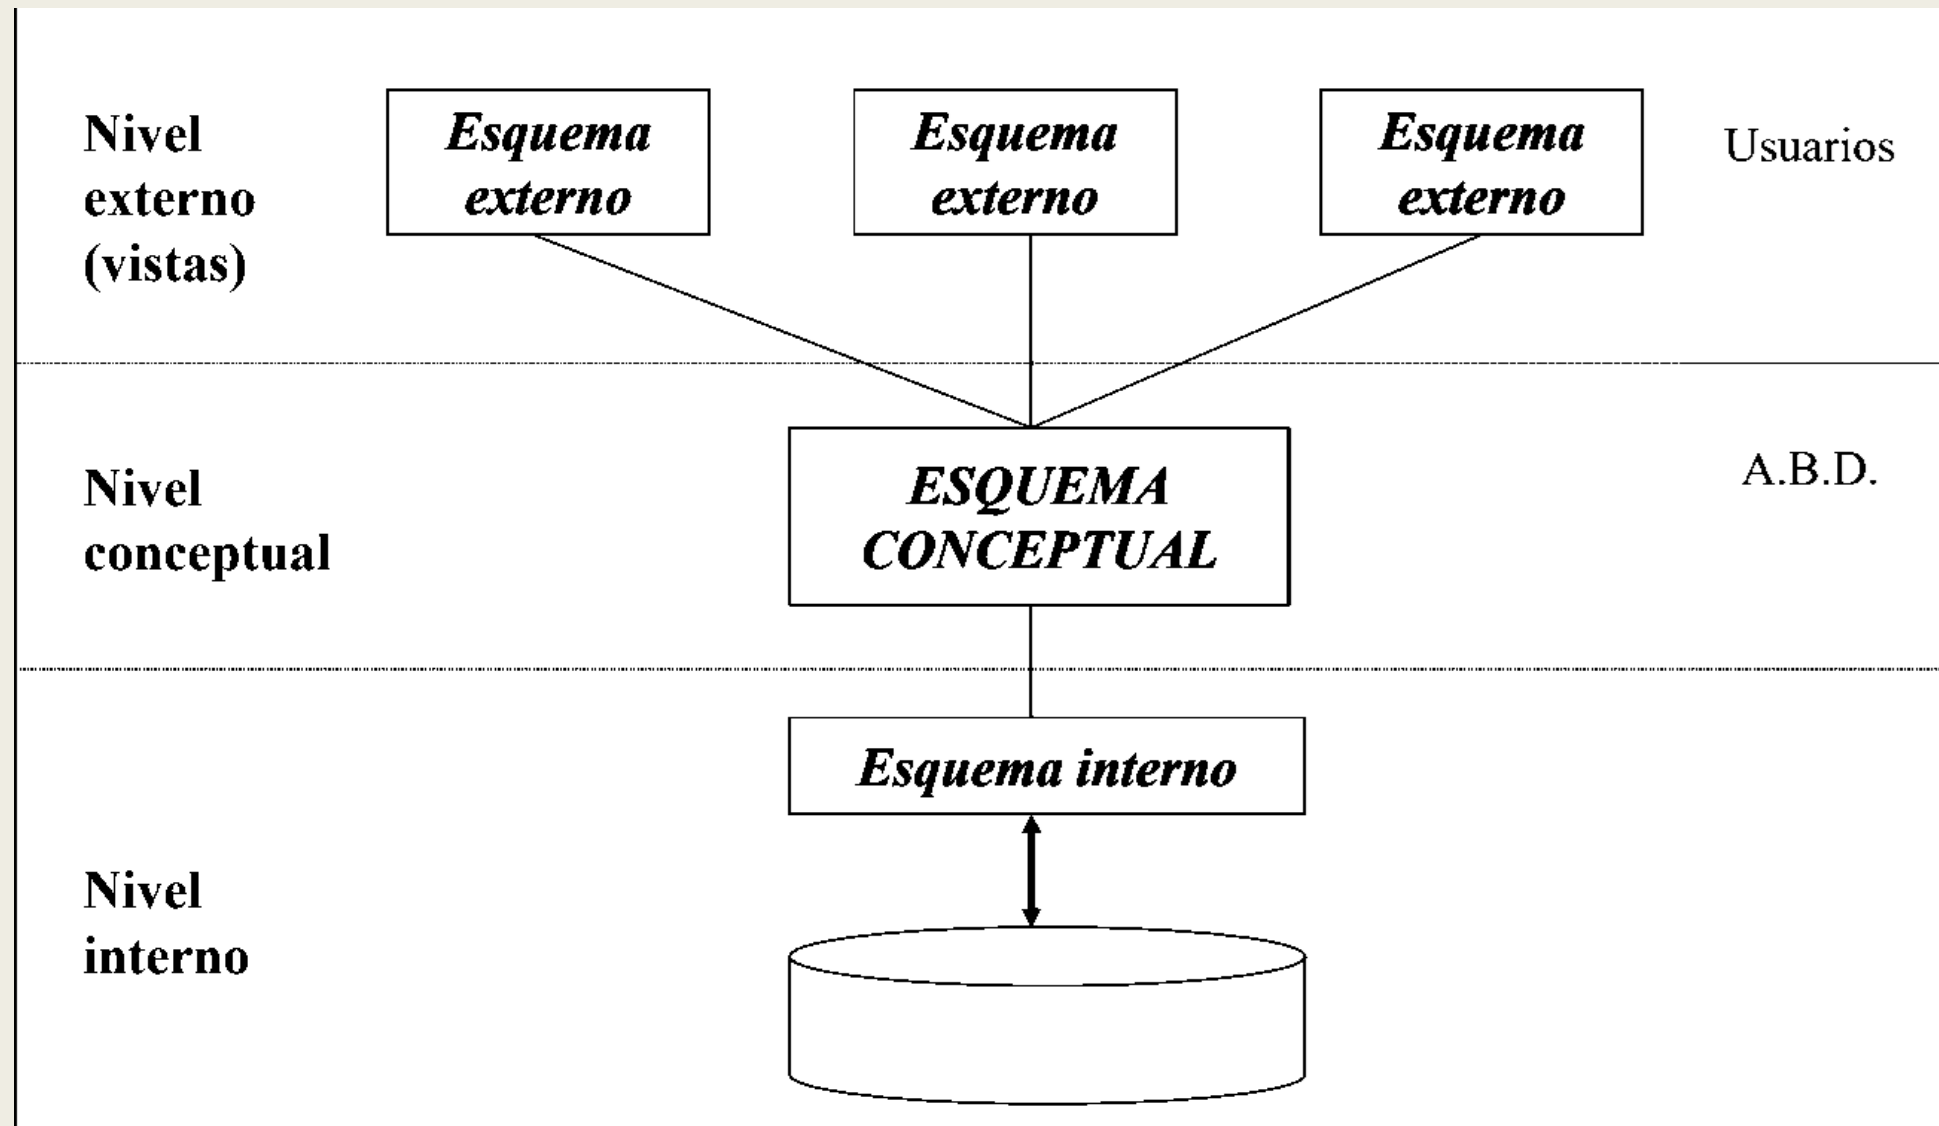 Nivel
externo
(vistas)
Esquema
externo
Esquema
externo
Esquema
externo
Usuarios
Nivel
conceptual
ESQUEMA
CONCEPTUAL
A.B.D.
Esquema interno
Nivel
interno